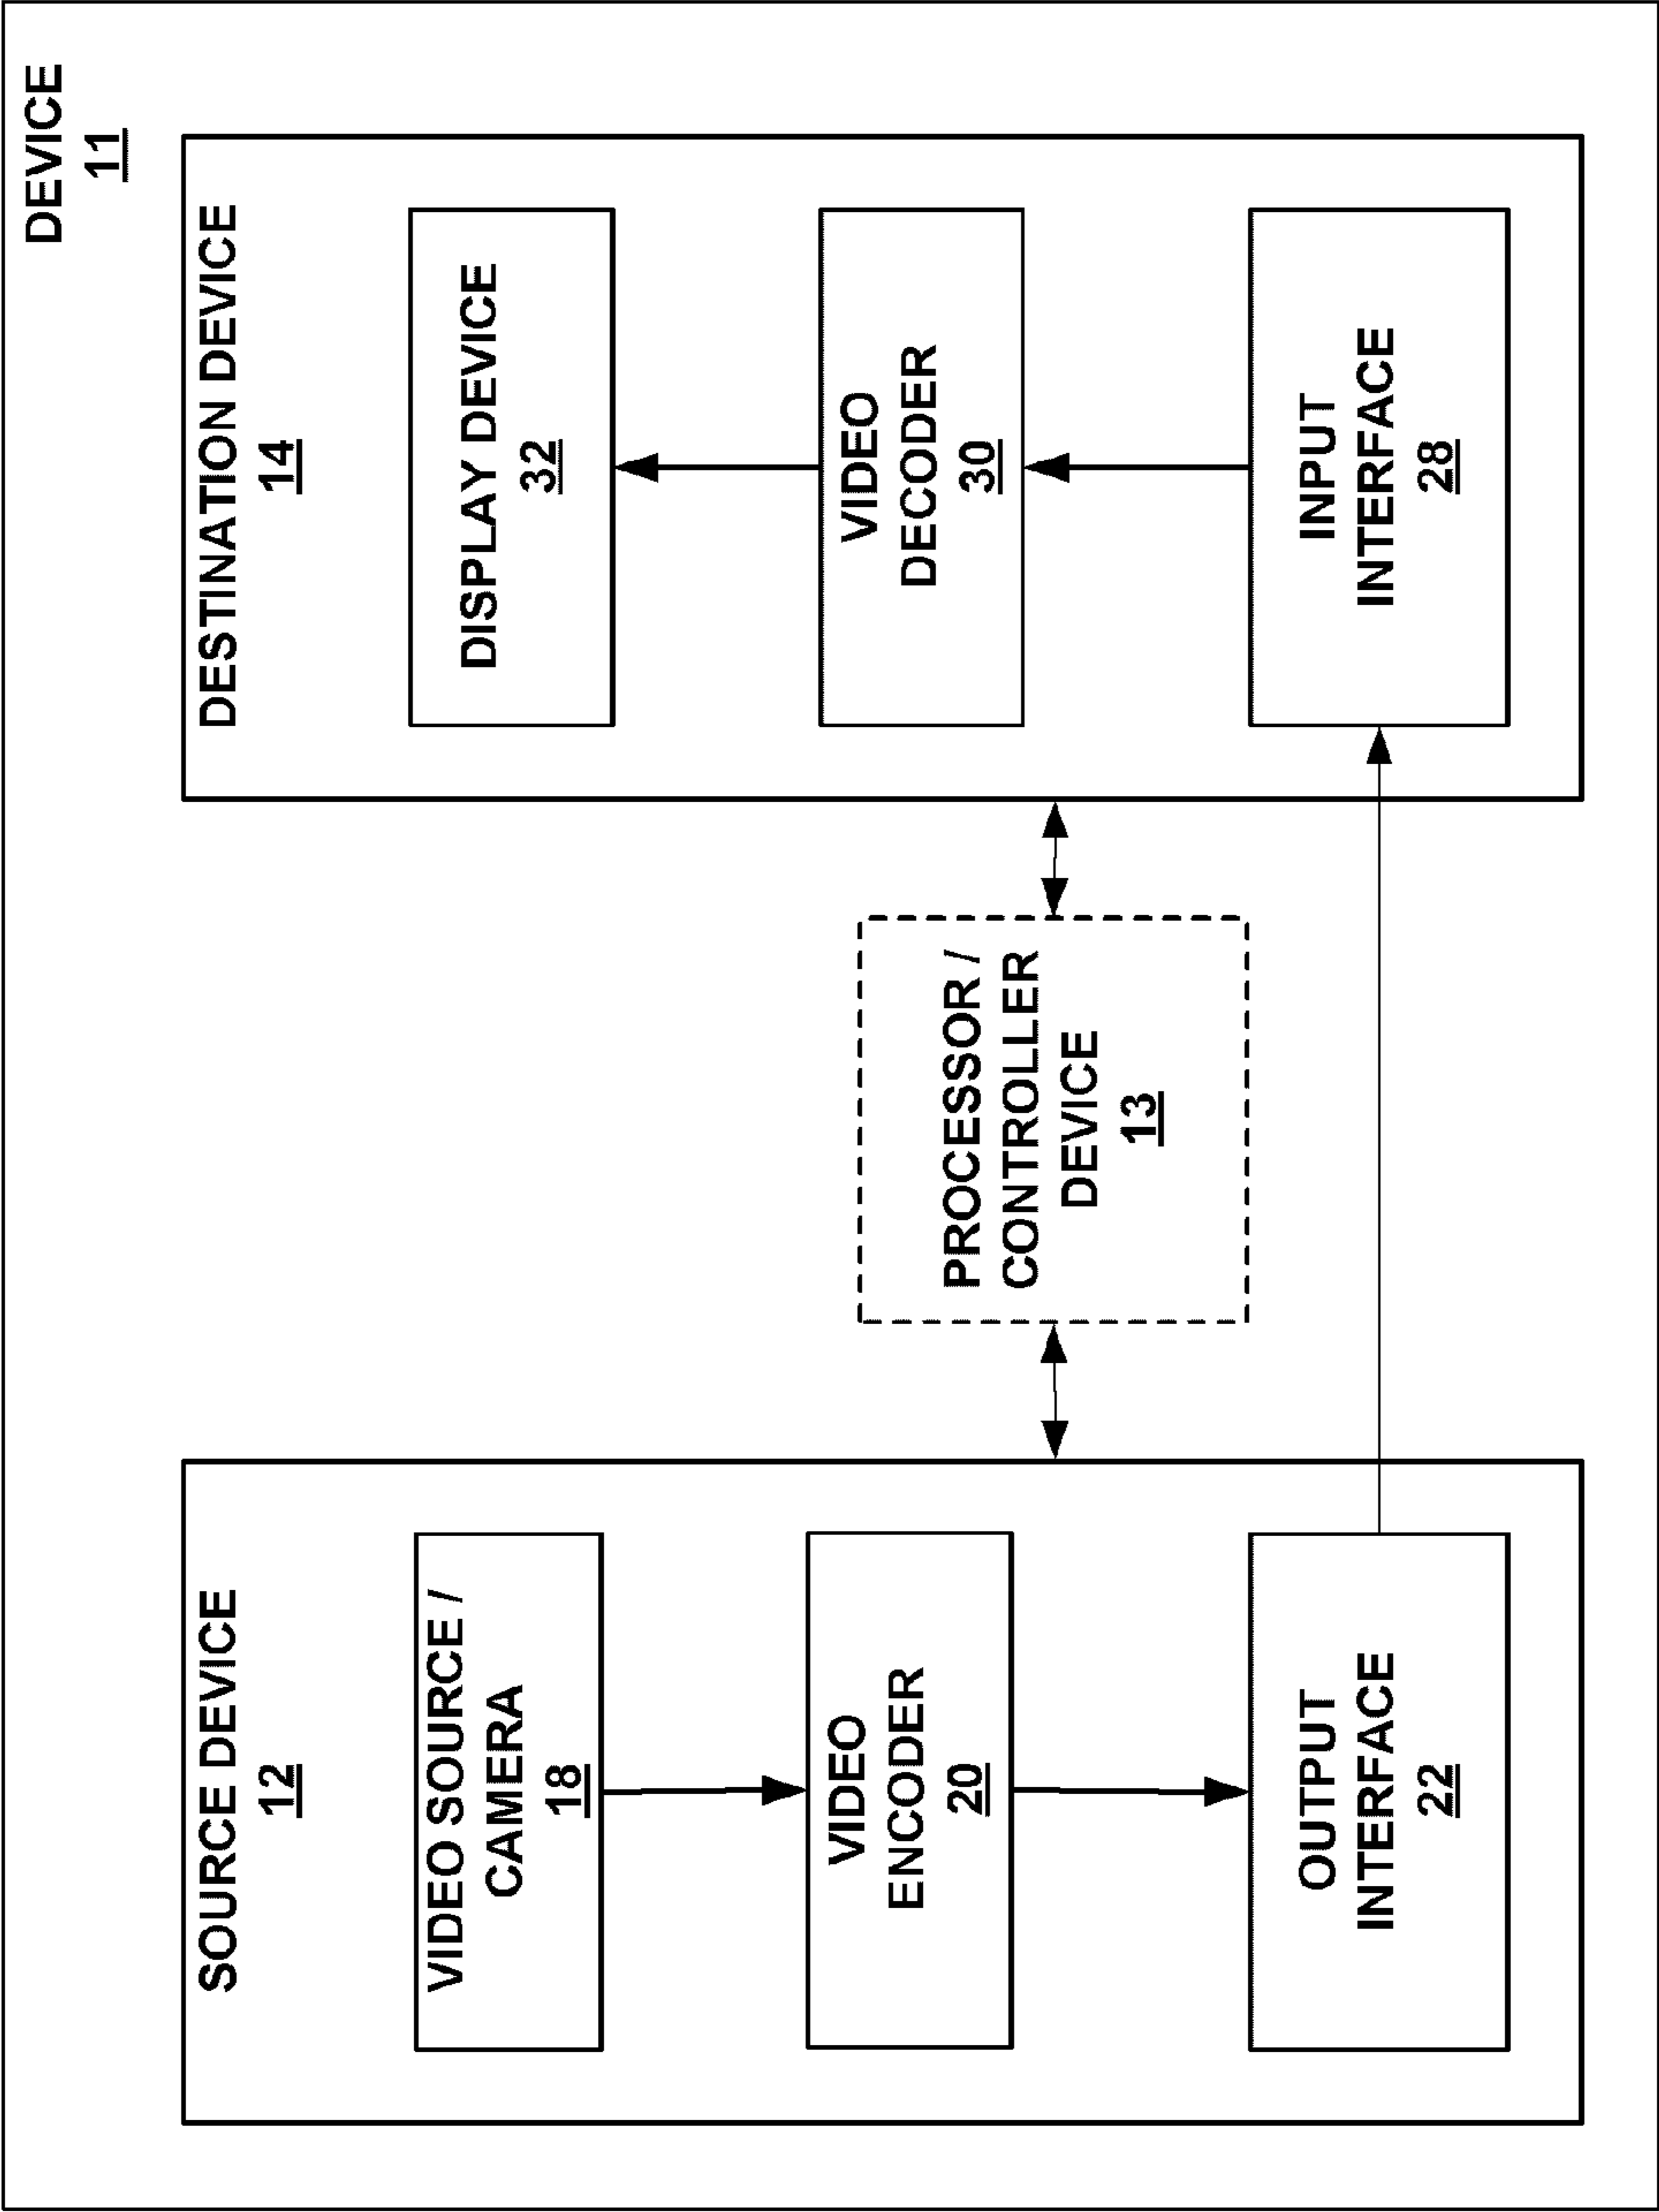 DEVICE
11
SOURCE DEVICE
12
VIDEO SOURCE /
CAMERA
18
VIDEO
ENCODER
20
OUTPUT
INTERFACE
22
PROCESSOR /
CONTROLLER
DEVICE
13
DESTINATION DEVICE
14
DISPLAY DEVICE
32
VIDEO
DECODER
30
INPUT
INTERFACE
28